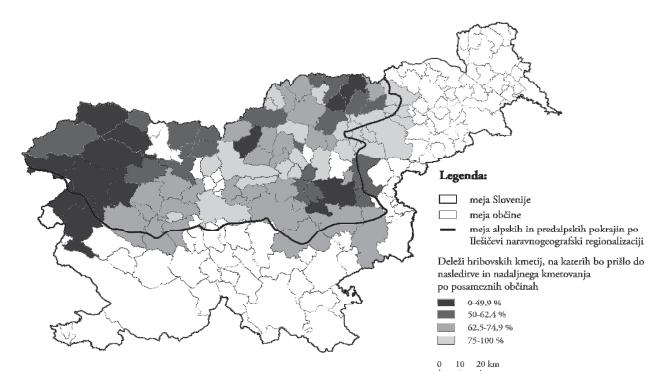 Legenda:
meja Slovenije
meja občine
meja alpskih in predalpskih pokrajin po
Ilešičevi naravnogeografski regionalizaciji
Deleži hribovskih kmetij, na katerih bo prišlo do
nasleditve in nadaljnega kmetovanja
po posameznih občinah
0-49,9 %
50-62,4 %
62,5-74,9 %
75-100 %
0 10 20 km